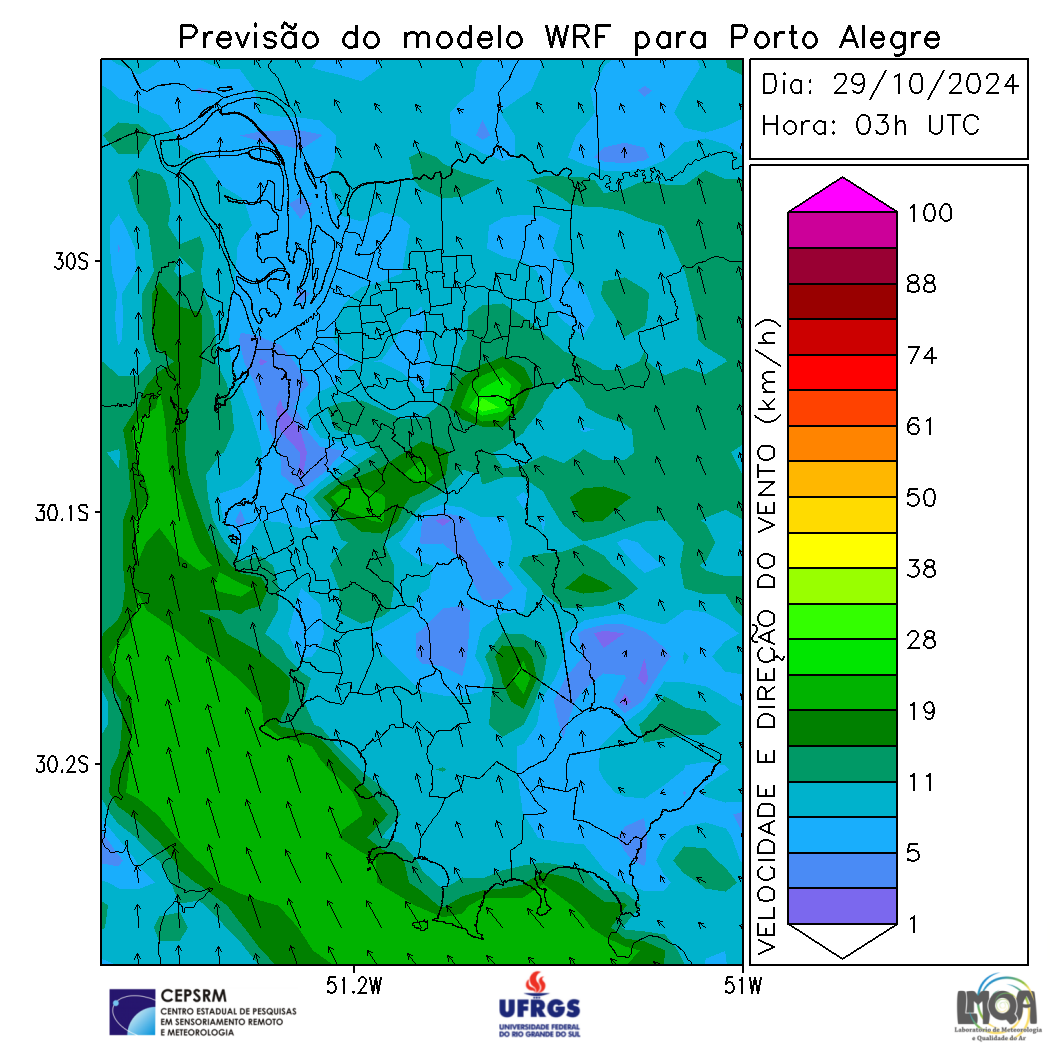 Previsão do modelo WRF para Porto Alegre
Dia: 29/10/2024
Hora: 03h UTC
30S
30.1S
30.2S
51.2W
51W
VELOCIDADE E DIREÇÃO DO VENTO (km/h)
100
88
74
61
50
38
28
19
11
5
1
CEPSRM
CENTRO ESTADUAL DE PESQUISAS
EM SENSORIAMENTO REMOTO
E METEOROLOGIA
UFRGS
UNIVERSIDADE FEDERAL
DO RIO GRANDE DO SUL
LMQA
Laboratório de Meteorologia
e Qualidade do Ar